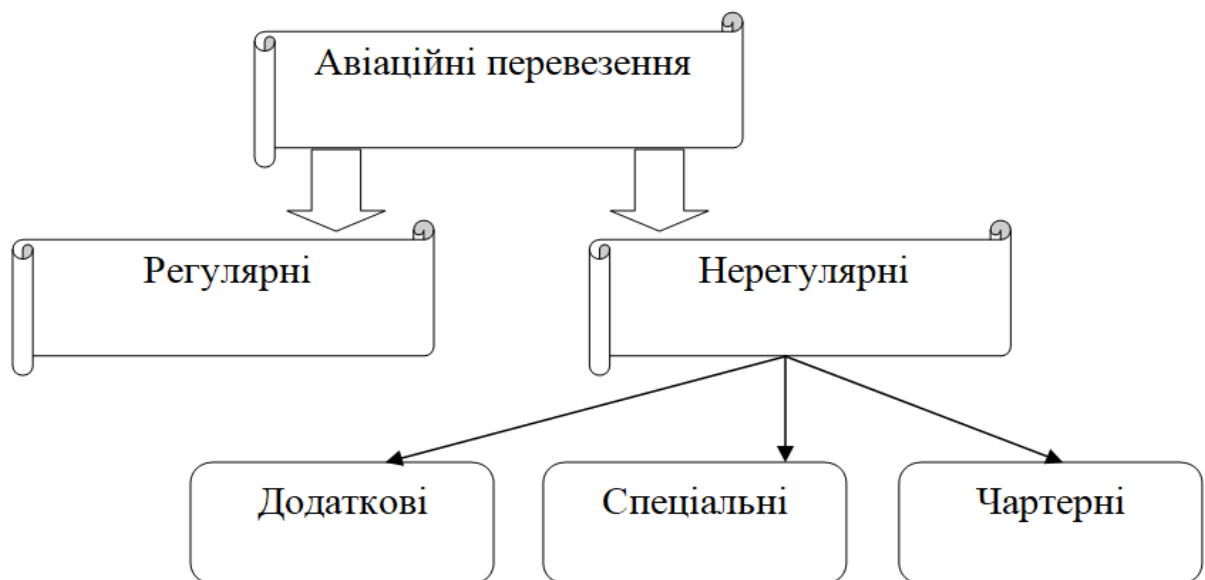 Авіаційні перевезення
Регулярні
Нерегулярні
Додаткові
Спеціальні
Чартерні